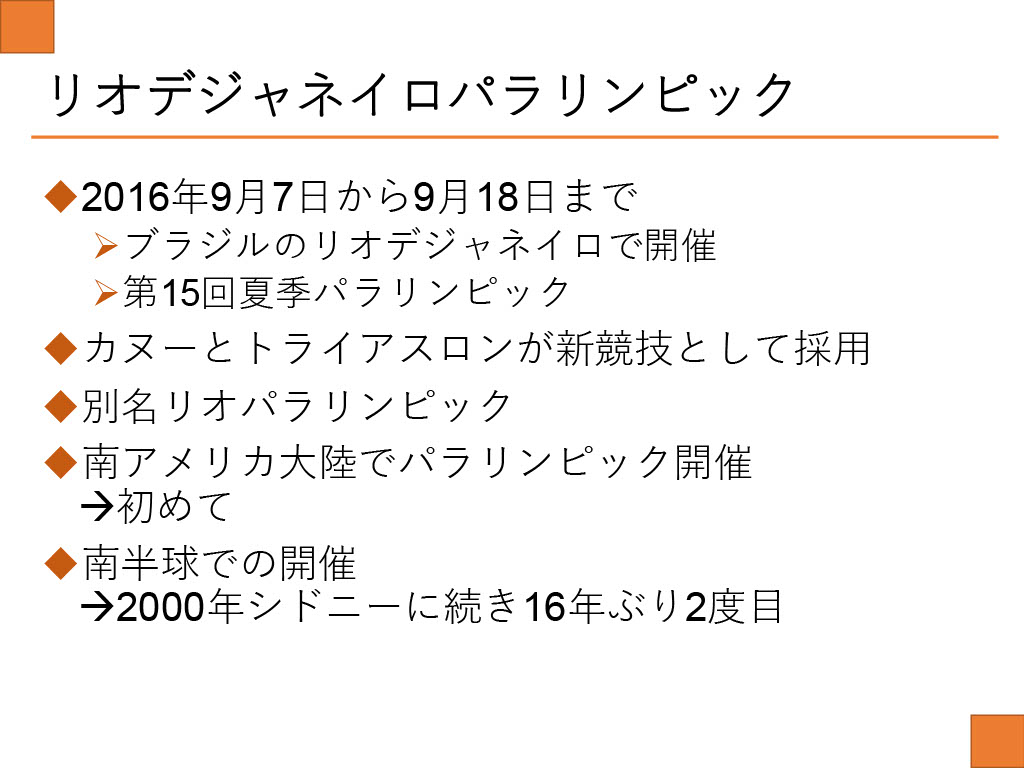 リオデジャネイロパラリンピック
◆2016年9月7日から9月18日まで
➢ブラジルのリオデジャネイロで開催
➢第15回夏季パラリンピック
◆カヌーとトライアスロンが新競技として採用
◆別名リオパラリンピック
◆南アメリカ大陸でパラリンピック開催
→初めて
◆南半球での開催
→2000年シドニーに続き16年ぶり2度目